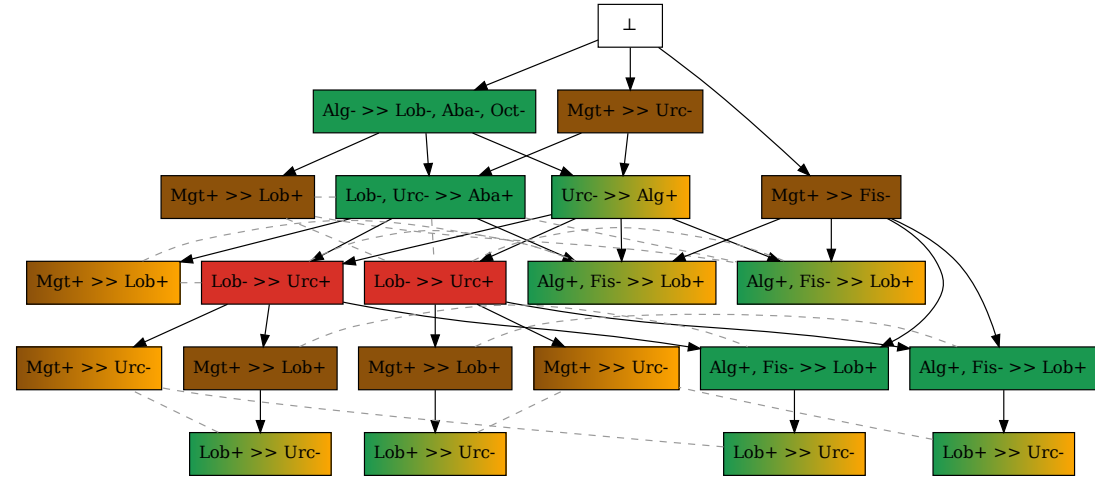 ⊥
Alg- >> Lob-, Aba-, Oct-
Mgt+ >> Urc-
Mgt+ >> Lob+
Lob-, Urc- >> Aba+
Urc- >> Alg+
Mgt+ >> Fis-
Mgt+ >> Lob+
Lob- >> Urc+
Lob- >> Urc+
Alg+, Fis- >> Lob+
Alg+, Fis- >> Lob+
Mgt+ >> Urc-
Mgt+ >> Lob+
Mgt+ >> Lob+
Mgt+ >> Urc-
Alg+, Fis- >> Lob+
Alg+, Fis- >> Lob+
Lob+ >> Urc-
Lob+ >> Urc-
Lob+ >> Urc-
Lob+ >> Urc-